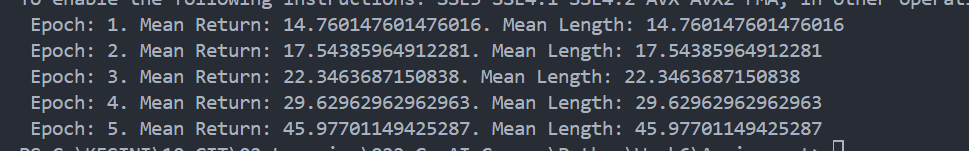 To enable the following instructions: SSE3 SSE4.1 SSE4.2 AVX AVX2 FMA, in other operat
Epoch: 1. Mean Return: 14.760147601476016. Mean Length: 14.760147601476016
Epoch: 2. Mean Return: 17.54385964912281. Mean Length: 17.54385964912281
Epoch: 3. Mean Return: 22.3463687150838. Mean Length: 22.3463687150838
Epoch: 4. Mean Return: 29.62962962962963. Mean Length: 29.62962962962963
Epoch: 5. Mean Return: 45.97701149425287. Mean Length: 45.97701149425287